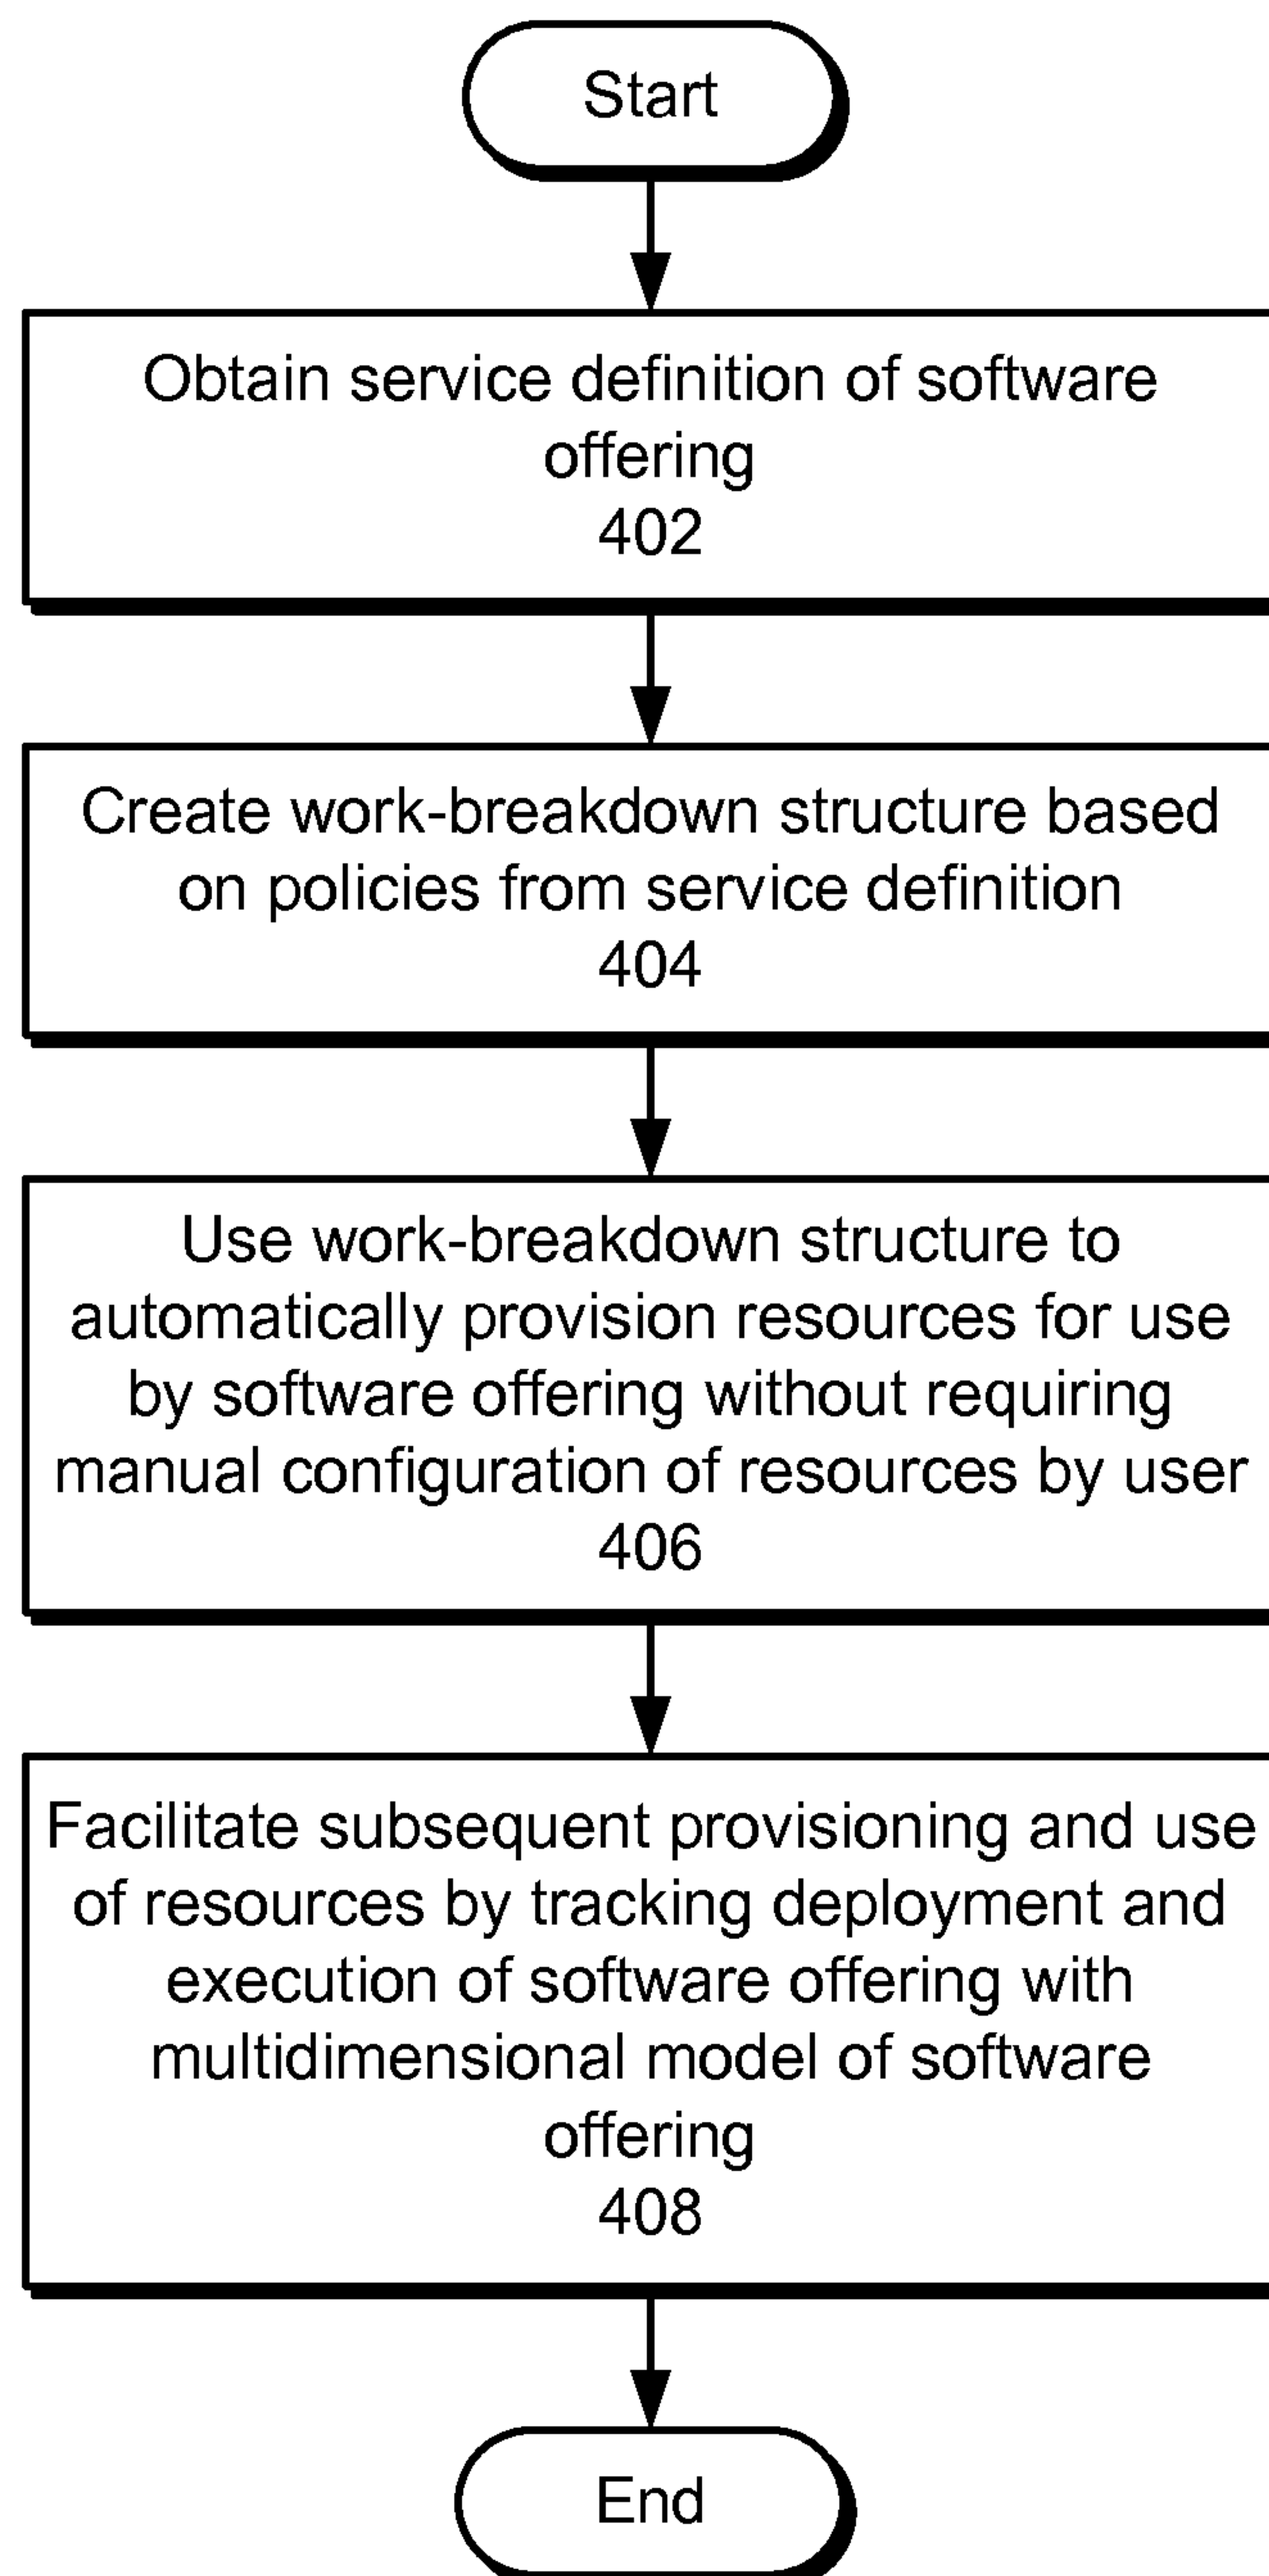 Start
Obtain service definition of software
offering
402
Create work-breakdown structure based
on policies from service definition
404
Use work-breakdown structure to
automatically provision resources for use
by software offering without requiring
manual configuration of resources by user
406
Facilitate subsequent provisioning and use
of resources by tracking deployment and
execution of software offering with
multidimensional model of software
offering
408
End